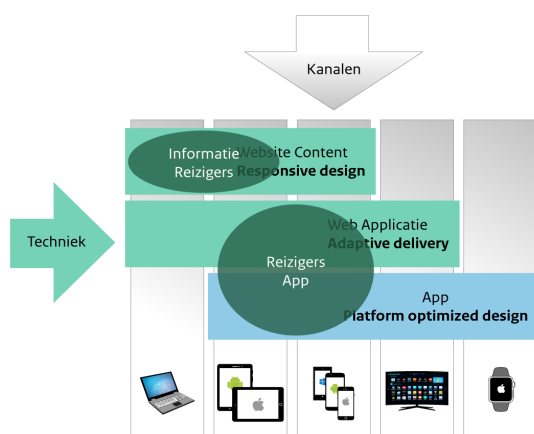 Kanalen
Informatie
Reizigers
Website Content
Responsive design
Techniek
Web Applicatie
Adaptive delivery
Reizigers
App
App
Platform optimized design